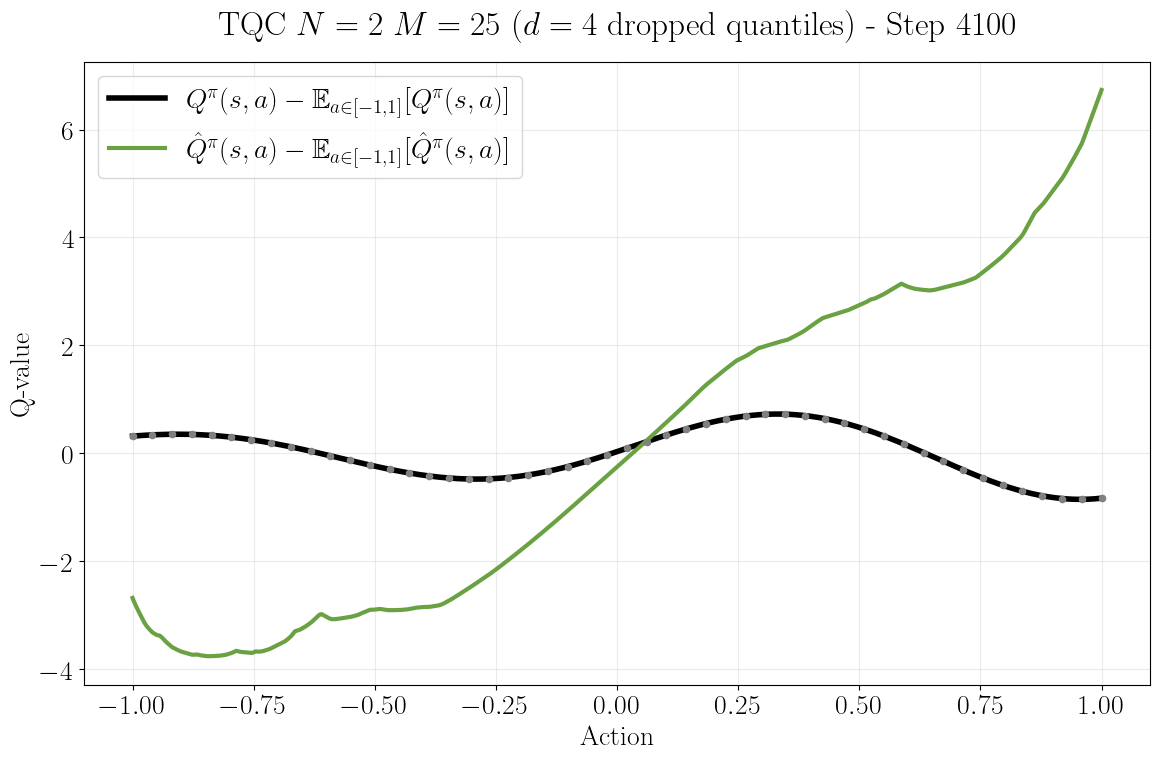 TQC $N = 2$ $M = 25$ ($d = 4$ dropped quantiles) - Step 4100
$Q^{\pi}(s, a) - \mathbb{E}_{a \in [-1,1]}[Q^{\pi}(s, a)]$
$\hat{Q}^{\pi}(s, a) - \mathbb{E}_{a \in [-1,1]}[\hat{Q}^{\pi}(s, a)]$
6
4
2
0
−2
−4
Q-value
−1.00 −0.75 −0.50 −0.25 0.00 0.25 0.50 0.75 1.00
Action